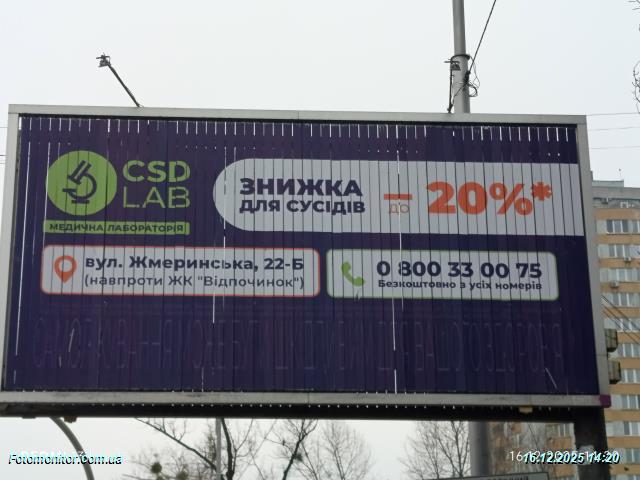 CSD
LAB
МЕДИЧНА ЛАБОРАТОРІЯ
ЗНИЖКА
ДЛЯ СУСІДІВ
до – 20%*
вул. Жмеринська, 22-Б
(навпроти ЖК "Відпочинок")
0 800 33 00 75
Безкоштовно з усіх номерів
Fotomonitor.com.ua
16.12.2025 14:20